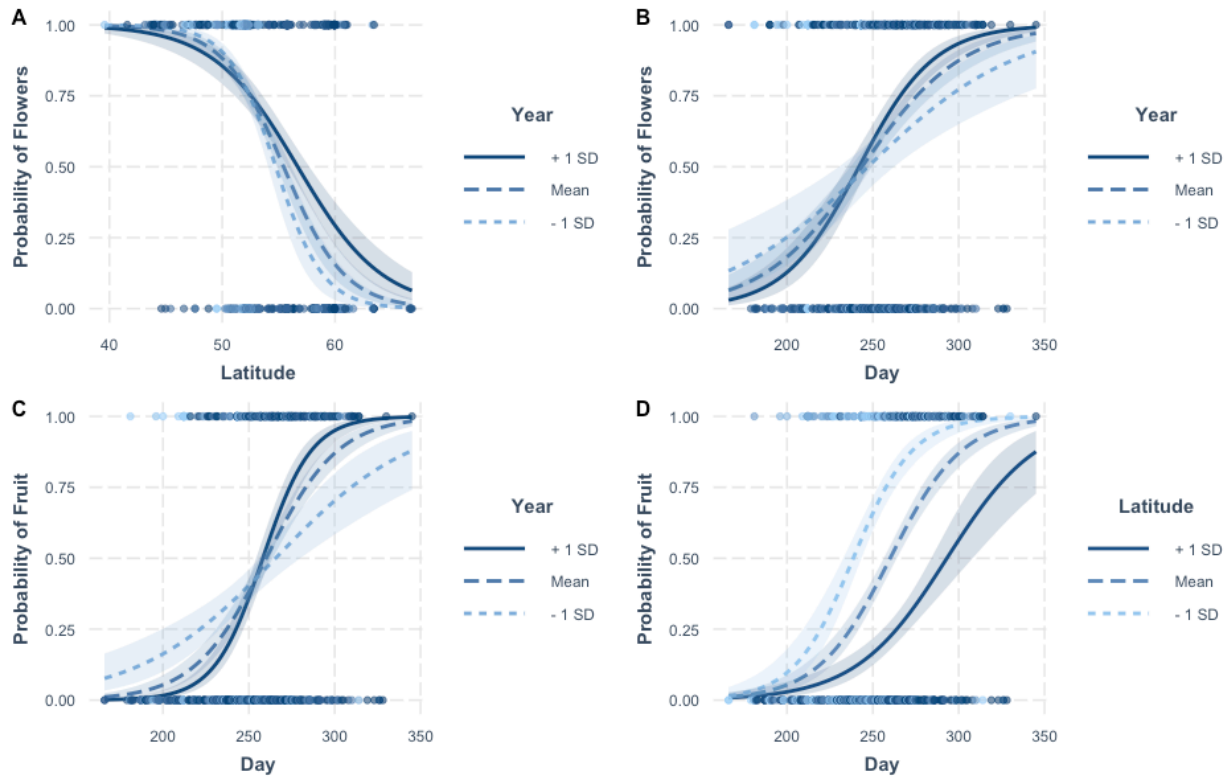 A
Probability of Flowers
1.00
0.75
0.50
0.25
0.00
40
50
60
Latitude
Year
+ 1 SD
Mean
- 1 SD
B
Probability of Flowers
1.00
0.75
0.50
0.25
0.00
200
250
300
350
Day
Year
+ 1 SD
Mean
- 1 SD
C
Probability of Fruit
1.00
0.75
0.50
0.25
0.00
200
250
300
350
Day
Year
+ 1 SD
Mean
- 1 SD
D
Probability of Fruit
1.00
0.75
0.50
0.25
0.00
200
250
300
350
Day
Latitude
+ 1 SD
Mean
- 1 SD